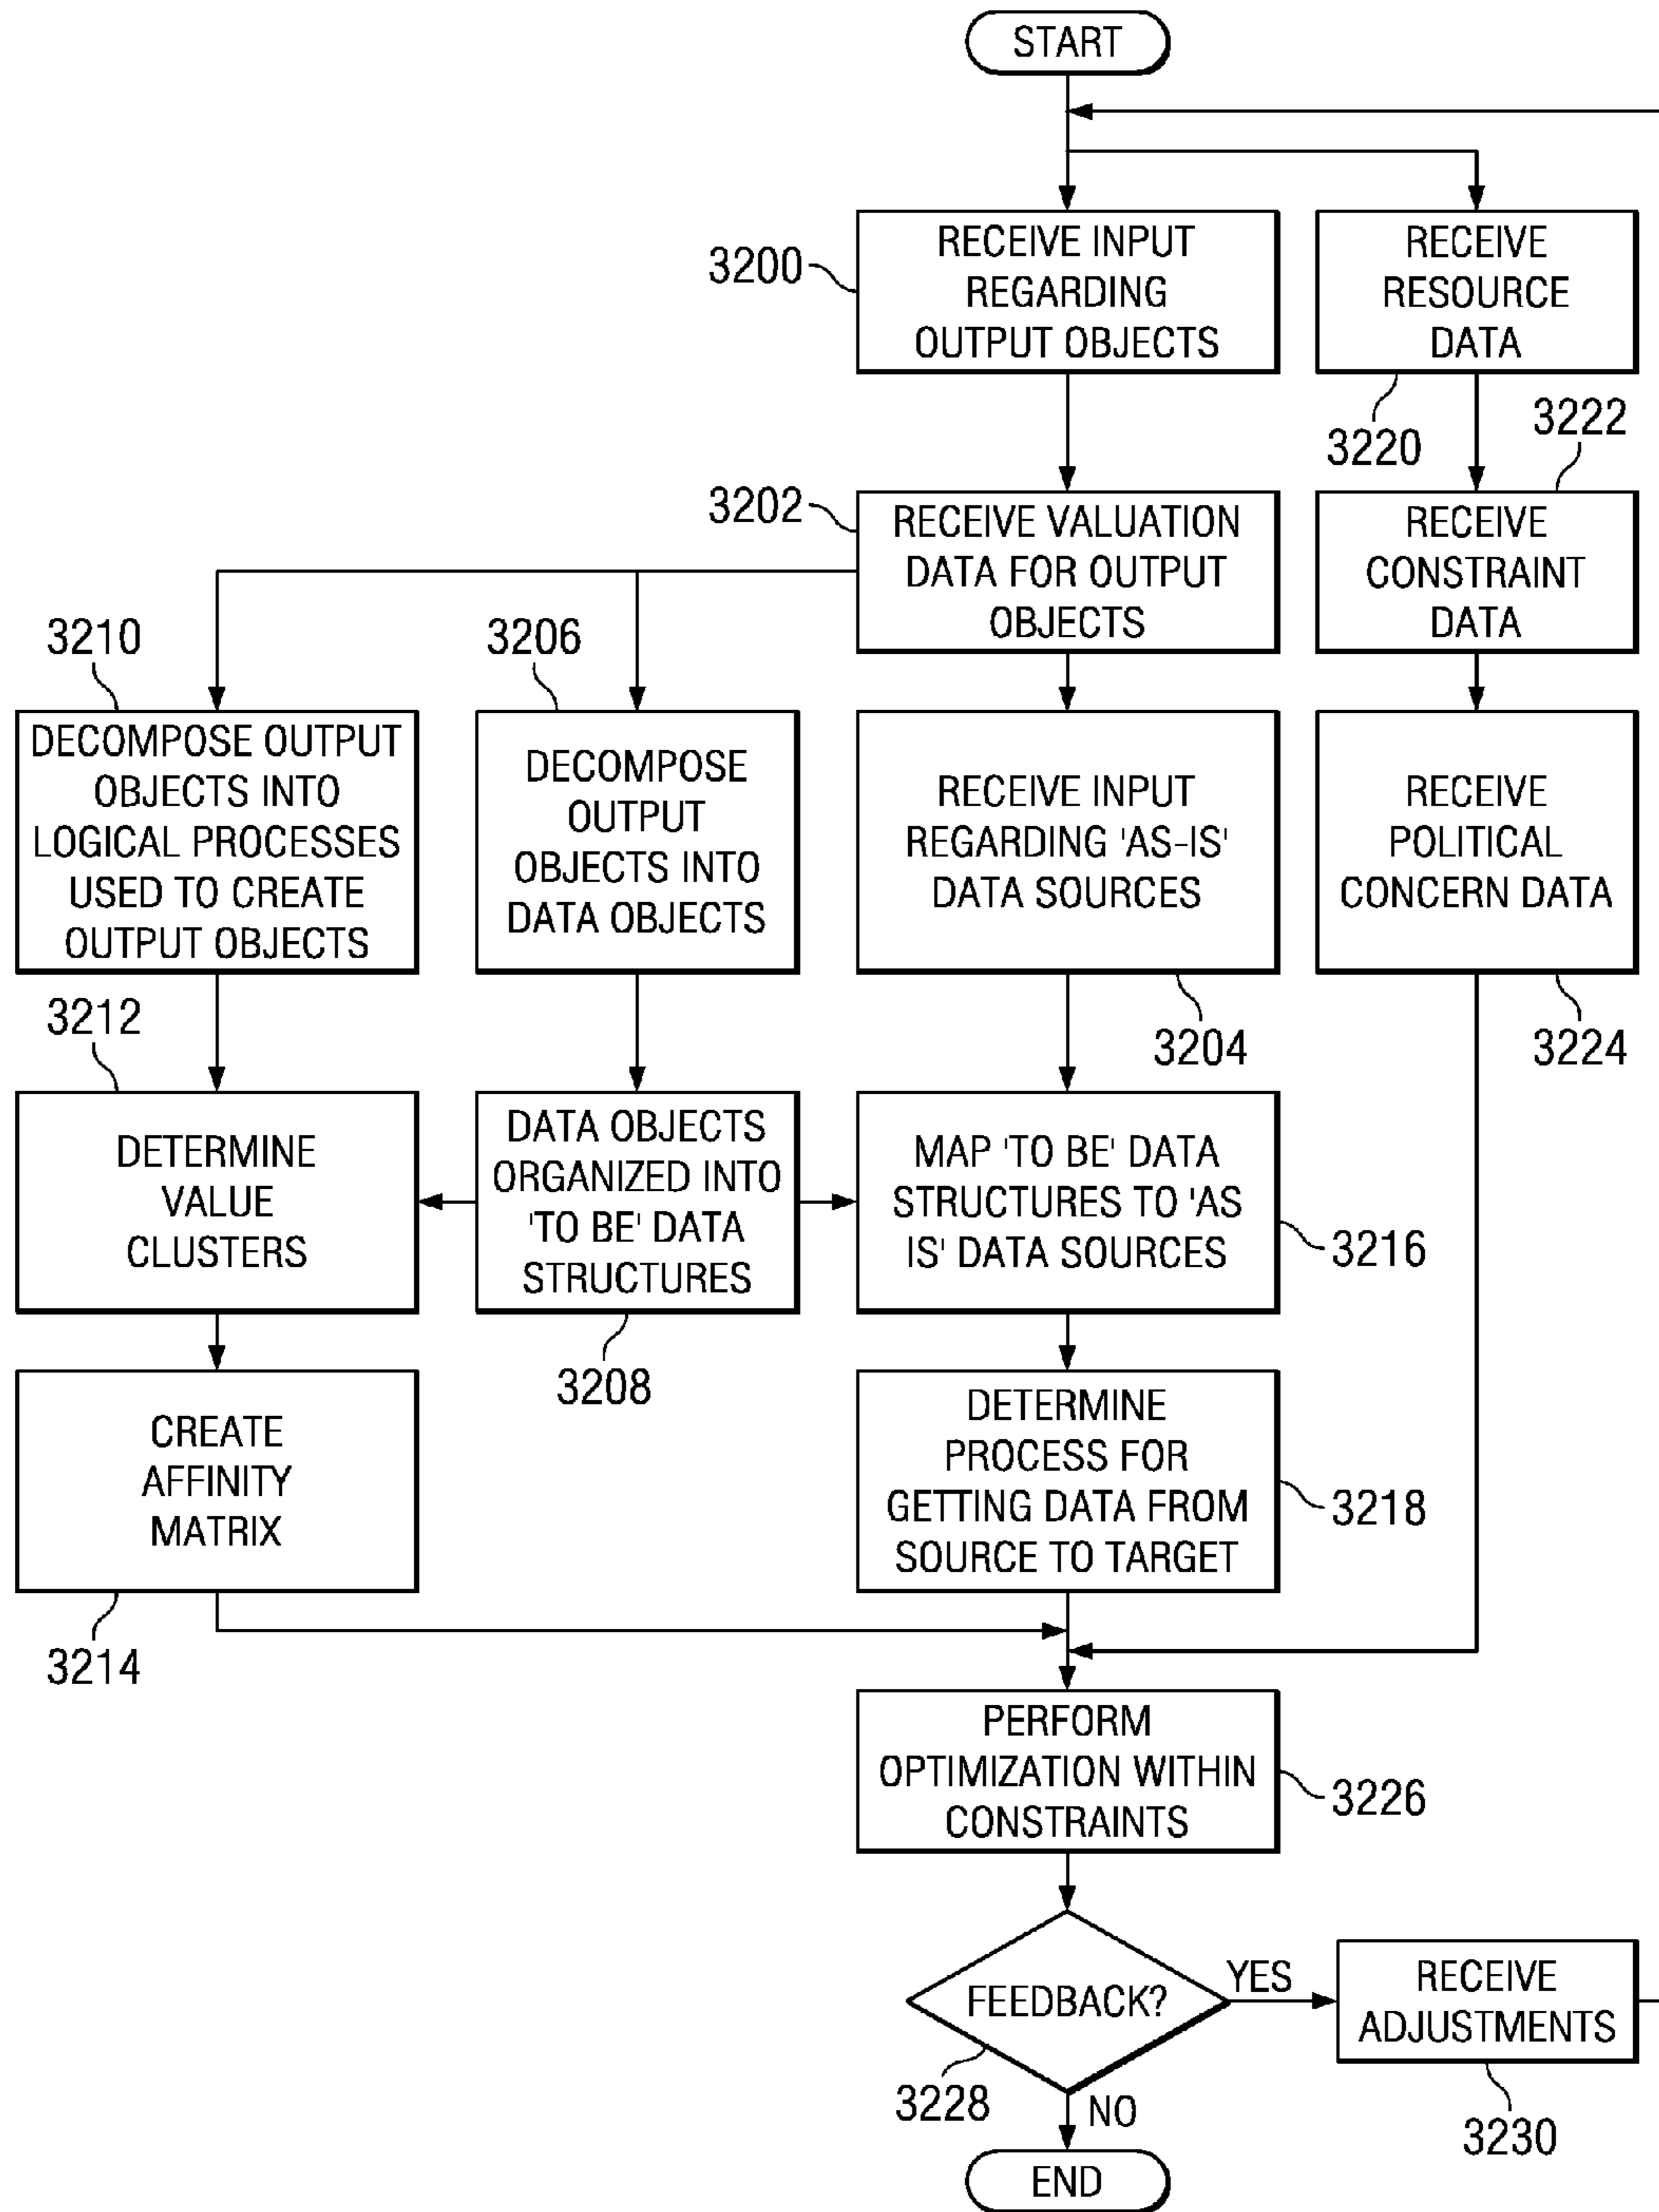 START
3200
RECEIVE INPUT
REGARDING
OUTPUT OBJECTS
RECEIVE
RESOURCE
DATA
3220
3222
3202
RECEIVE VALUATION
DATA FOR OUTPUT
OBJECTS
RECEIVE
CONSTRAINT
DATA
3210
DECOMPOSE OUTPUT
OBJECTS INTO
LOGICAL PROCESSES
USED TO CREATE
OUTPUT OBJECTS
3206
DECOMPOSE
OUTPUT
OBJECTS INTO
DATA OBJECTS
RECEIVE INPUT
REGARDING 'AS-IS'
DATA SOURCES
3204
RECEIVE
POLITICAL
CONCERN DATA
3224
3212
DETERMINE
VALUE
CLUSTERS
DATA OBJECTS
ORGANIZED INTO
'TO BE' DATA
STRUCTURES
3208
MAP 'TO BE' DATA
STRUCTURES TO 'AS
IS' DATA SOURCES
3216
CREATE
AFFINITY
MATRIX
3214
DETERMINE
PROCESS FOR
GETTING DATA FROM
SOURCE TO TARGET
3218
PERFORM
OPTIMIZATION WITHIN
CONSTRAINTS
3226
FEEDBACK?
3228
YES
RECEIVE
ADJUSTMENTS
3230
NO
END